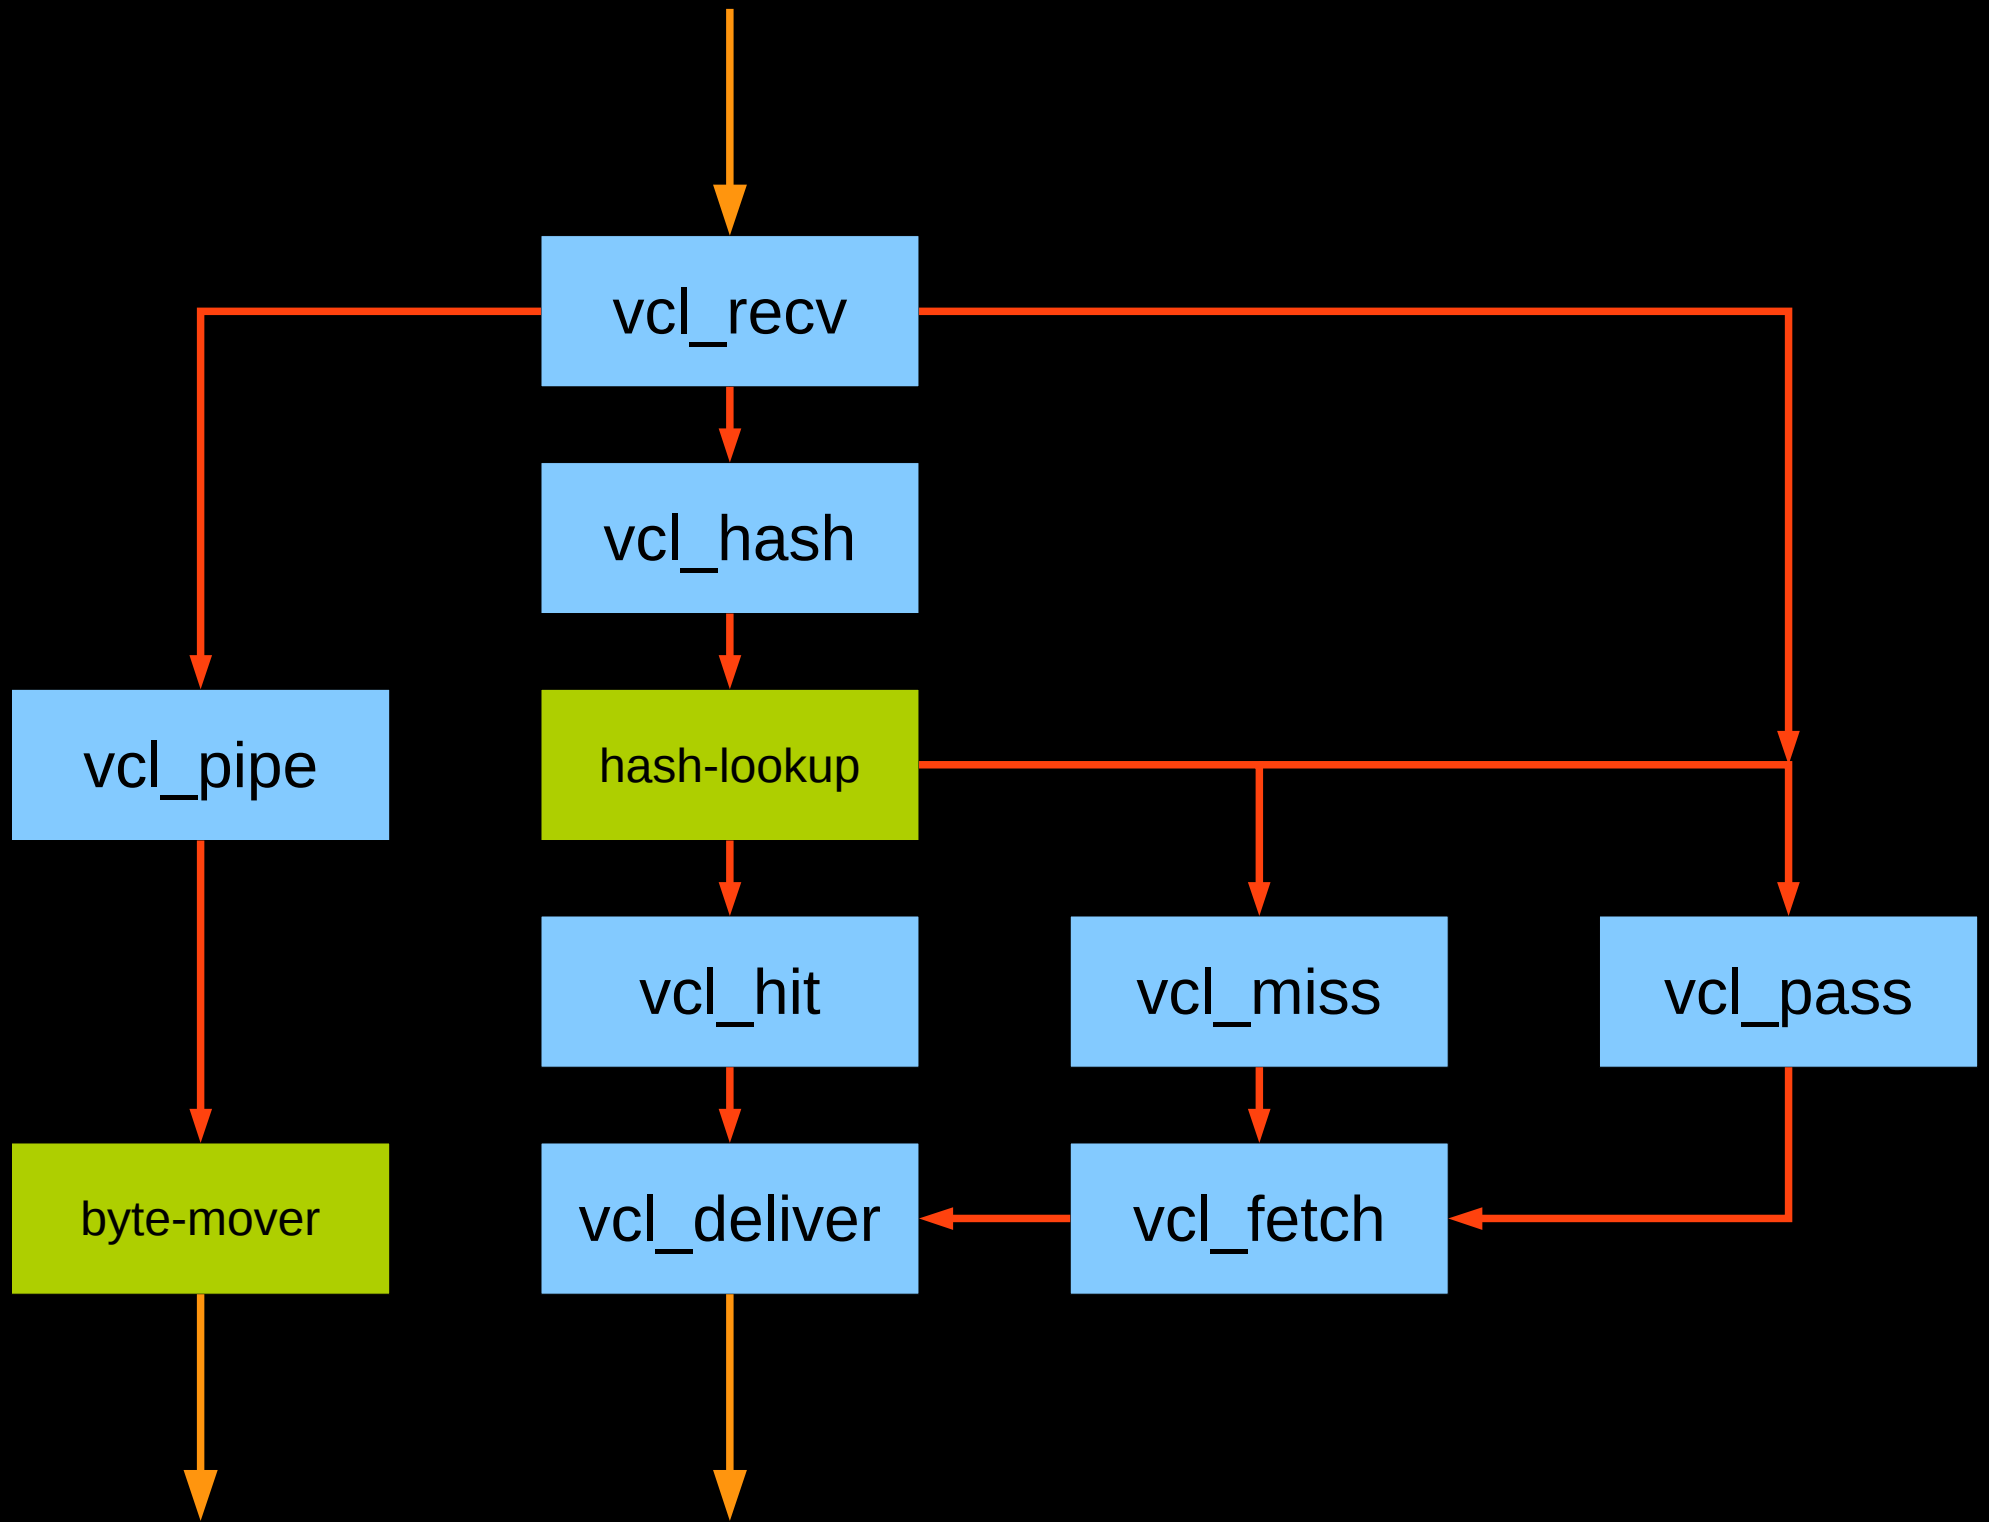 vcl_recv
vcl_hash
vcl_pipe
hash-lookup
vcl_hit
vcl_miss
vcl_pass
byte-mover
vcl_deliver
vcl_fetch